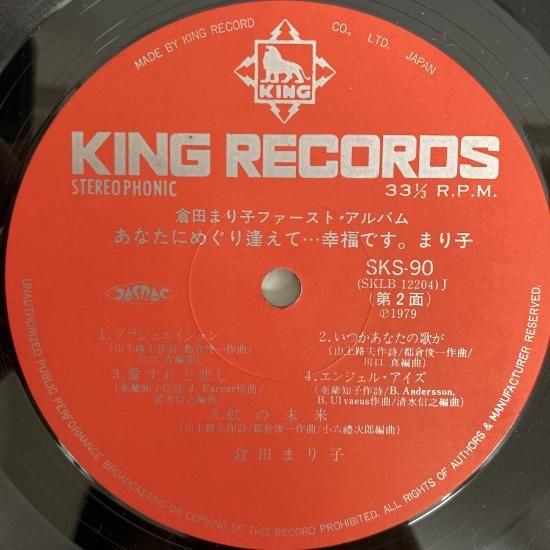 MADE BY KING RECORD CO., LTD. JAPAN
KING
KING RECORDS
STEREOPHONIC
33⅓ R.P.M.
倉田まり子ファースト・アルバム
あなたにめぐり逢えて…幸福です。まり子
SKS-90
(SKLB 12204)J
(第2面)
Ⓟ1979
JASRAC
1.グラジュエイション
(山上路夫作詩/都倉俊一作曲/
川口 真編曲)
2.いつかあなたの歌が
(山上路夫作詩/都倉俊一作曲/
川口 真編曲)
3.愛すれど悲し
(亜蘭知子作詩/J. Farrar作曲/
清水信之編曲)
4.エンジェル・アイズ
(亜蘭知子作詩/B. Andersson,
B. Ulvaeus作曲/清水信之編曲)
5.虹の未来
(山上路夫作詩/都倉俊一作曲/小六禮次郎編曲)
倉田まり子
UNAUTHORIZED PUBLIC PERFORMANCE BROADCASTING OR COPYING OF THIS RECORD PROHIBITED. ALL RIGHTS OF AUTHORS & MANUFACTURER RESERVED.